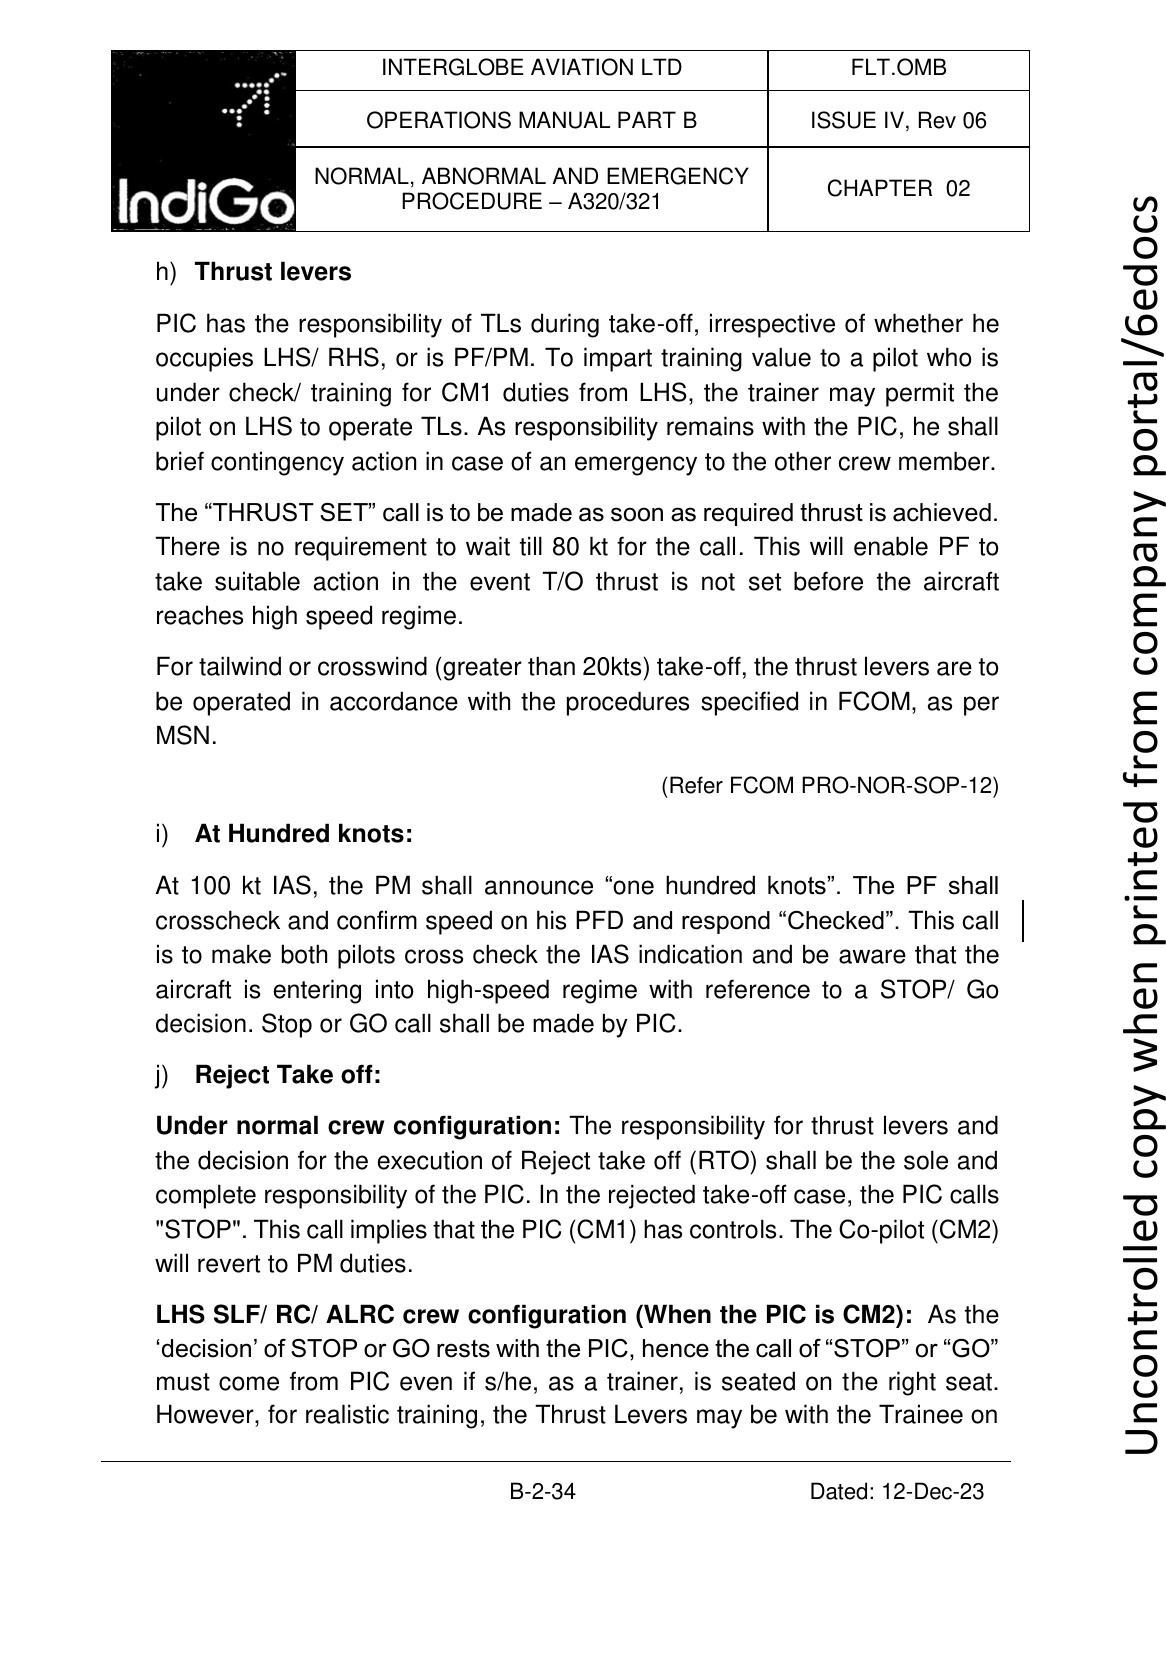 IndiGo
INTERGLOBE AVIATION LTD
FLT.OMB
OPERATIONS MANUAL PART B
ISSUE IV, Rev 06
NORMAL, ABNORMAL AND EMERGENCY
PROCEDURE – A320/321
CHAPTER 02
h) Thrust levers
PIC has the responsibility of TLs during take-off, irrespective of whether he
occupies LHS/ RHS, or is PF/PM. To impart training value to a pilot who is
under check/ training for CM1 duties from LHS, the trainer may permit the
pilot on LHS to operate TLs. As responsibility remains with the PIC, he shall
brief contingency action in case of an emergency to the other crew member.
The “THRUST SET” call is to be made as soon as required thrust is achieved.
There is no requirement to wait till 80 kt for the call. This will enable PF to
take suitable action in the event T/O thrust is not set before the aircraft
reaches high speed regime.
For tailwind or crosswind (greater than 20kts) take-off, the thrust levers are to
be operated in accordance with the procedures specified in FCOM, as per
MSN.
(Refer FCOM PRO-NOR-SOP-12)
i) At Hundred knots:
At 100 kt IAS, the PM shall announce “one hundred knots”. The PF shall
crosscheck and confirm speed on his PFD and respond “Checked”. This call
is to make both pilots cross check the IAS indication and be aware that the
aircraft is entering into high-speed regime with reference to a STOP/ Go
decision. Stop or GO call shall be made by PIC.
j) Reject Take off:
Under normal crew configuration: The responsibility for thrust levers and
the decision for the execution of Reject take off (RTO) shall be the sole and
complete responsibility of the PIC. In the rejected take-off case, the PIC calls
"STOP". This call implies that the PIC (CM1) has controls. The Co-pilot (CM2)
will revert to PM duties.
LHS SLF/ RC/ ALRC crew configuration (When the PIC is CM2): As the
‘decision’ of STOP or GO rests with the PIC, hence the call of “STOP” or “GO”
must come from PIC even if s/he, as a trainer, is seated on the right seat.
However, for realistic training, the Thrust Levers may be with the Trainee on
B-2-34
Dated: 12-Dec-23
Uncontrolled copy when printed from company portal/6edocs